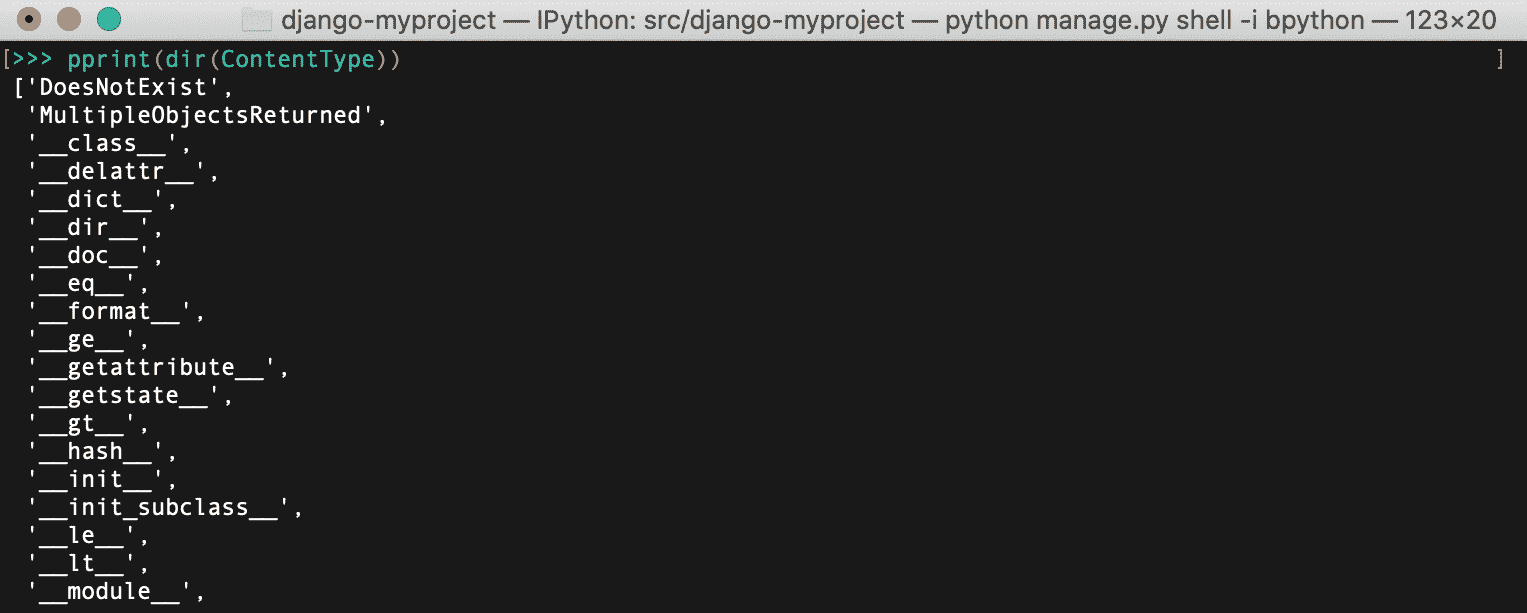 django-myproject — IPython: src/django-myproject — python manage.py shell -i bpython — 123×20
[>>> pprint(dir(ContentType)) ]
['DoesNotExist',
'MultipleObjectsReturned',
'__class__',
'__delattr__',
'__dict__',
'__dir__',
'__doc__',
'__eq__',
'__format__',
'__ge__',
'__getattribute__',
'__getstate__',
'__gt__',
'__hash__',
'__init__',
'__init_subclass__',
'__le__',
'__lt__',
'__module__',